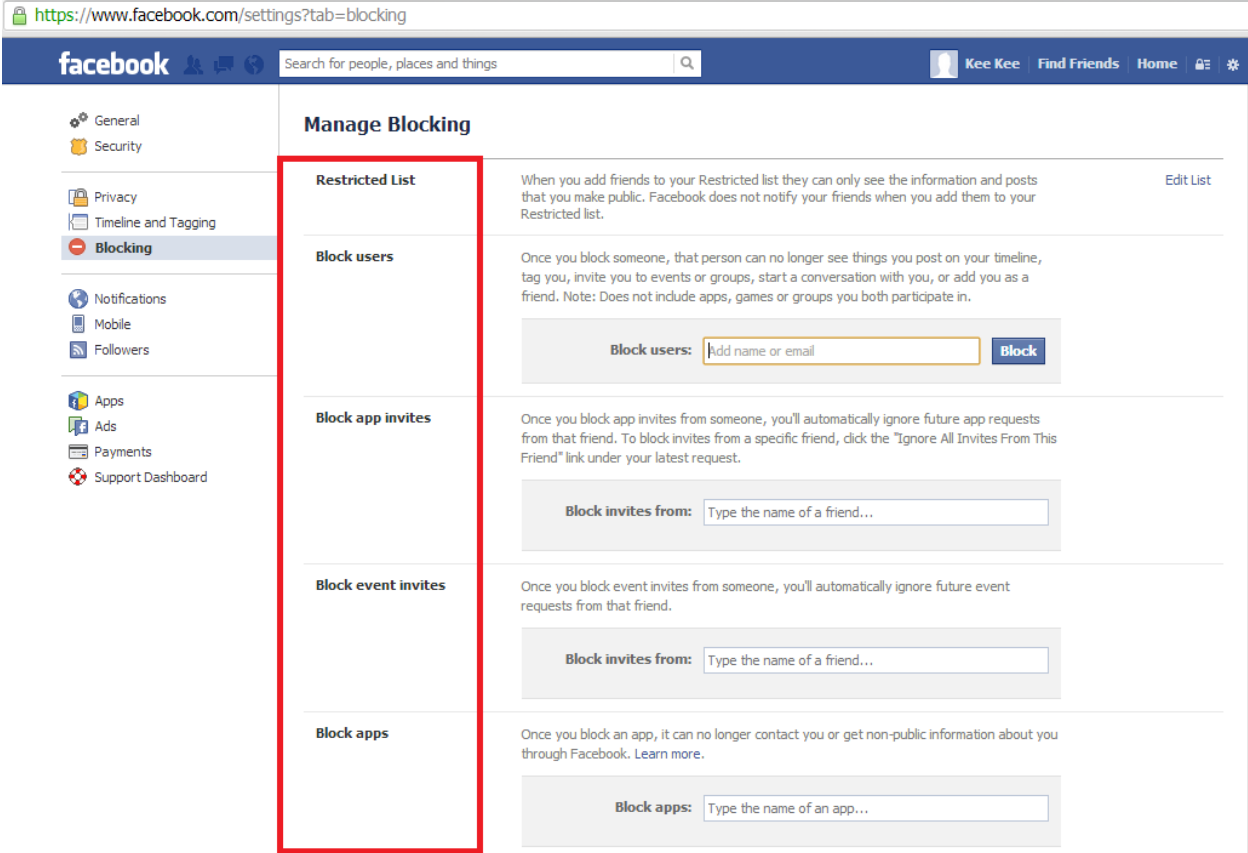 https://www.facebook.com/settings?tab=blocking
facebook
Search for people, places and things
Kee Kee
Find Friends
Home
General
Security
Privacy
Timeline and Tagging
Blocking
Notifications
Mobile
Followers
Apps
Ads
Payments
Support Dashboard
Manage Blocking
Restricted List
When you add friends to your Restricted list they can only see the information and posts
that you make public. Facebook does not notify your friends when you add them to your
Restricted list.
Edit List
Block users
Once you block someone, that person can no longer see things you post on your timeline,
tag you, invite you to events or groups, start a conversation with you, or add you as a
friend. Note: Does not include apps, games or groups you both participate in.
Block users:
Add name or email
Block
Block app invites
Once you block app invites from someone, you'll automatically ignore future app requests
from that friend. To block invites from a specific friend, click the "Ignore All Invites From This
Friend" link under your latest request.
Block invites from:
Type the name of a friend...
Block event invites
Once you block event invites from someone, you'll automatically ignore future event
requests from that friend.
Block invites from:
Type the name of a friend...
Block apps
Once you block an app, it can no longer contact you or get non-public information about you
through Facebook. Learn more.
Block apps:
Type the name of an app...